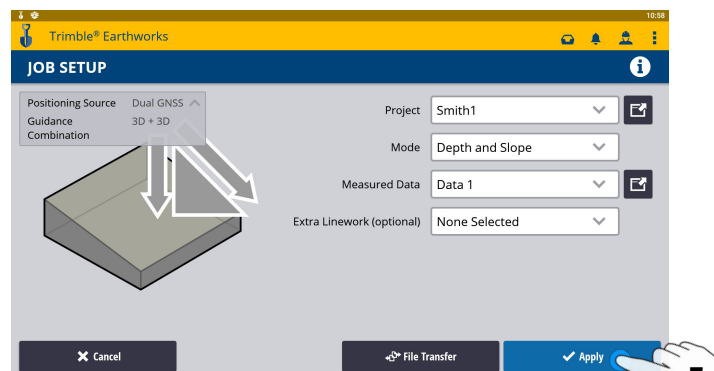 10:58
Trimble® Earthworks
JOB SETUP
Positioning Source Dual GNSS
Guidance Combination 3D + 3D
Project Smith1
Mode Depth and Slope
Measured Data Data 1
Extra Linework (optional) None Selected
Cancel
File Transfer
Apply